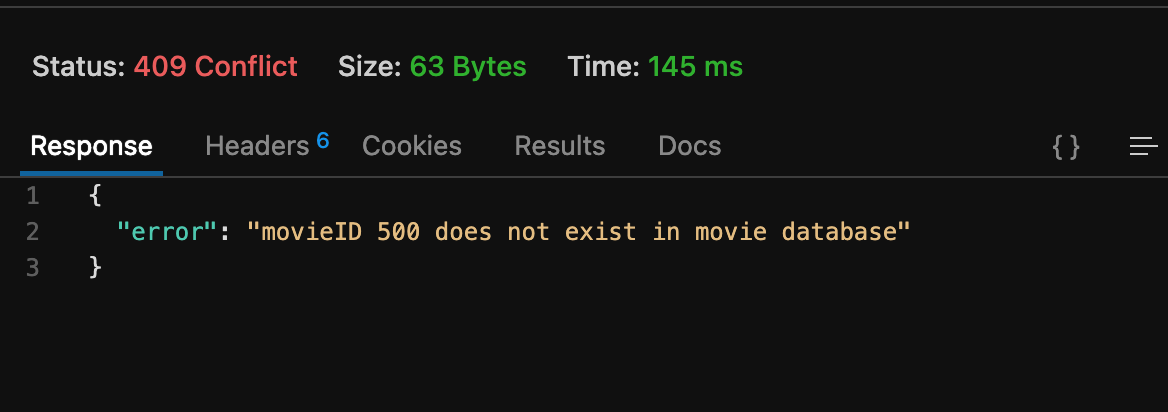 Status: 409 Conflict Size: 63 Bytes Time: 145 ms
Response Headers 6 Cookies Results Docs { }
1 {
2 "error": "movieID 500 does not exist in movie database"
3 }